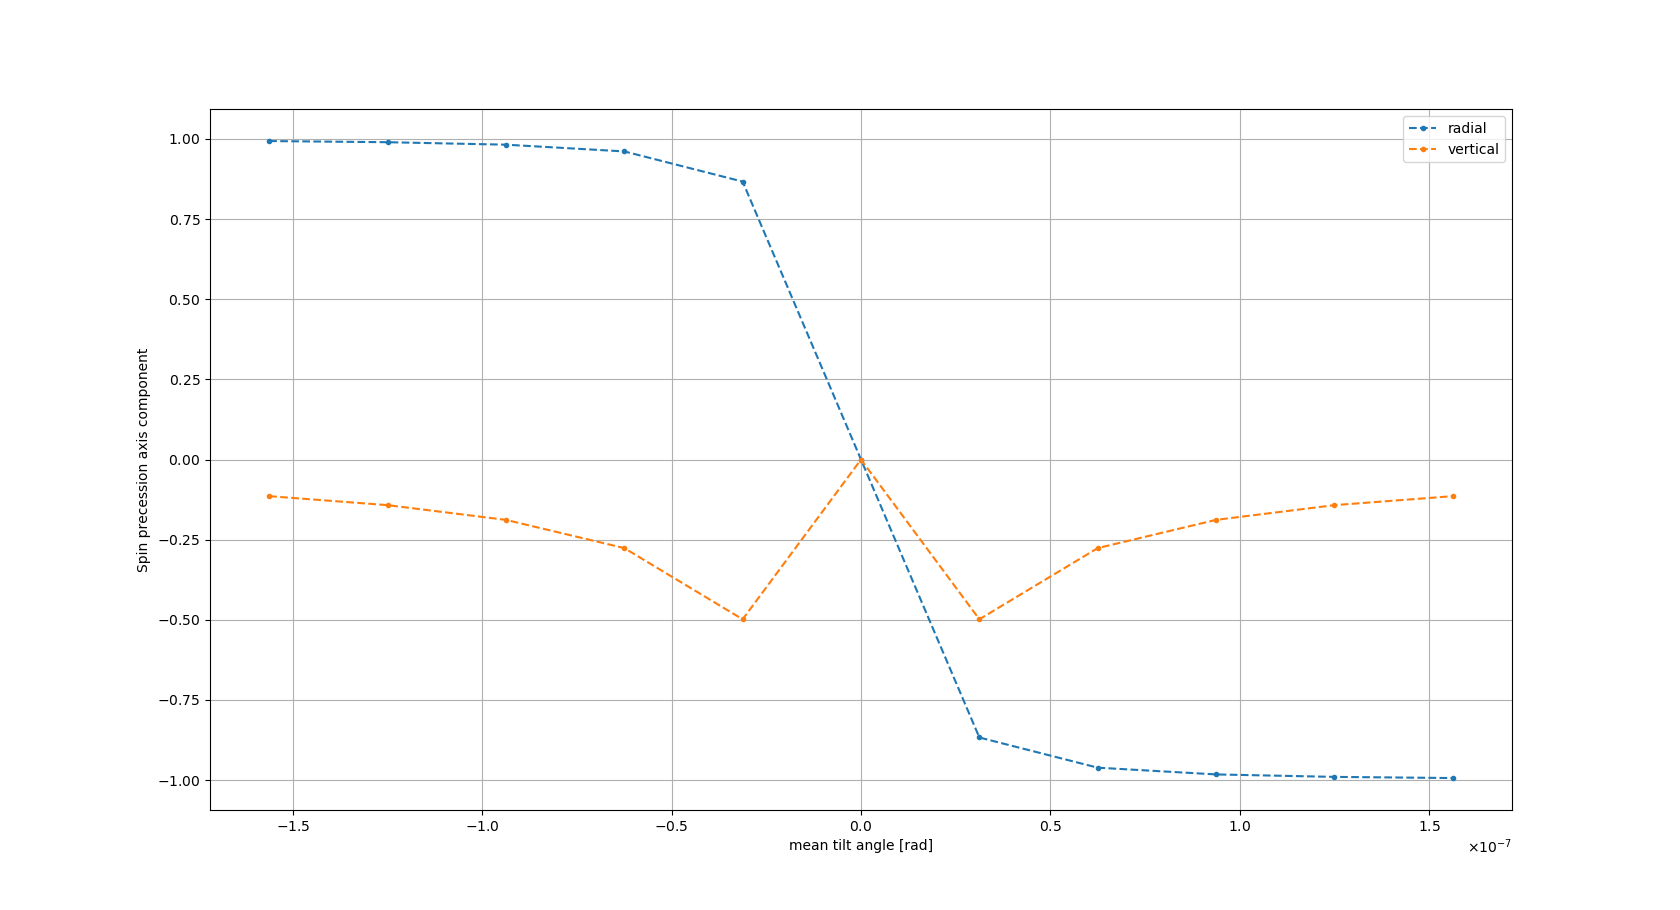 radial
vertical
1.00
0.75
0.50
0.25
0.00
−0.25
−0.50
−0.75
−1.00
Spin precession axis component
−1.5 −1.0 −0.5 0.0 0.5 1.0 1.5
mean tilt angle [rad]
×10⁻⁷